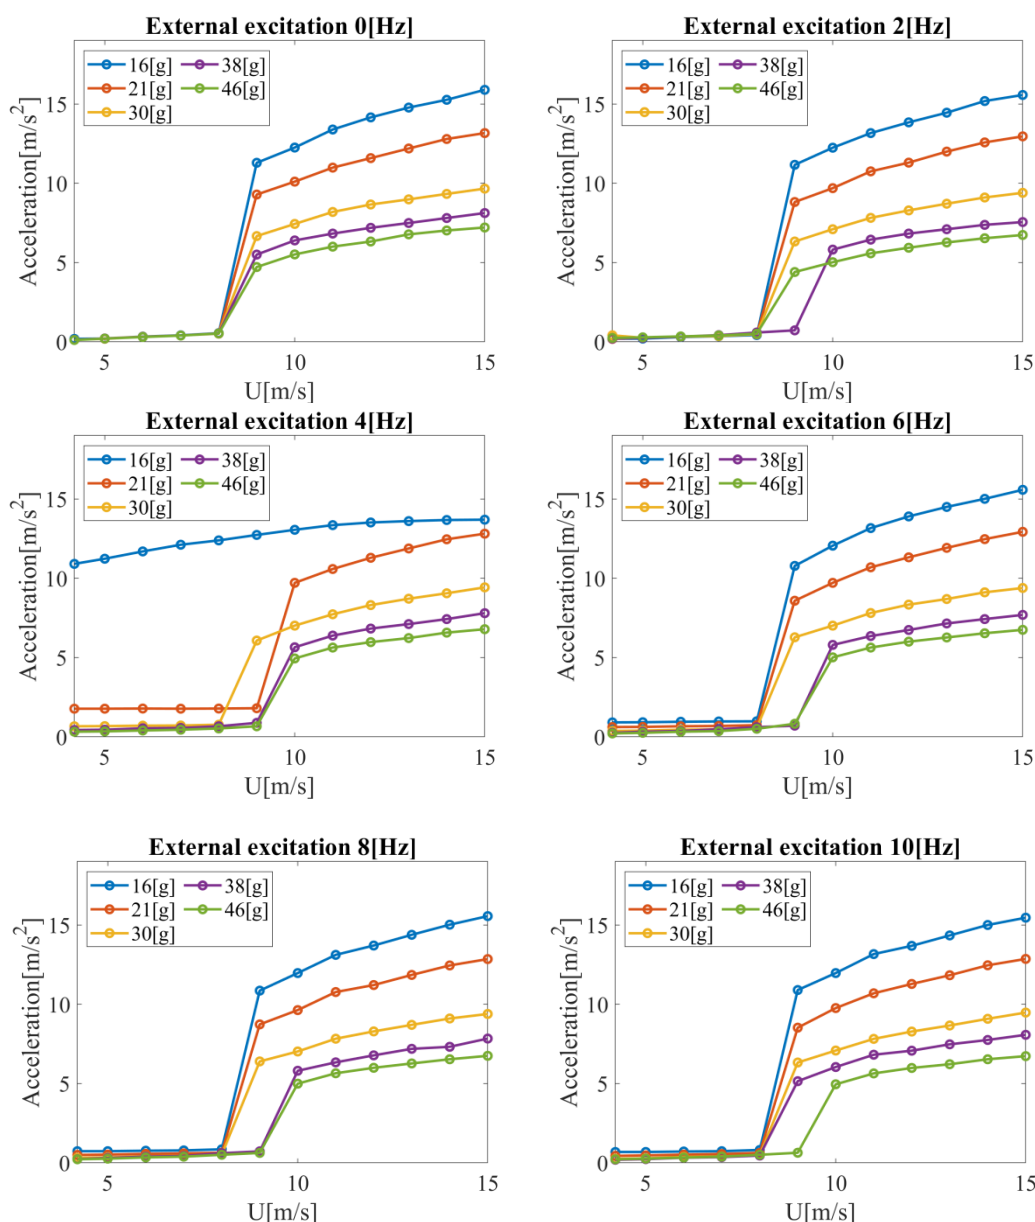 External excitation 0[Hz]
16[g] 38[g]
21[g] 46[g]
30[g]
Acceleration[m/s²]
15
10
5
0
5 10 15
U[m/s]
External excitation 2[Hz]
16[g] 38[g]
21[g] 46[g]
30[g]
Acceleration[m/s²]
15
10
5
0
5 10 15
U[m/s]
External excitation 4[Hz]
16[g] 38[g]
21[g] 46[g]
30[g]
Acceleration[m/s²]
15
10
5
0
5 10 15
U[m/s]
External excitation 6[Hz]
16[g] 38[g]
21[g] 46[g]
30[g]
Acceleration[m/s²]
15
10
5
0
5 10 15
U[m/s]
External excitation 8[Hz]
16[g] 38[g]
21[g] 46[g]
30[g]
Acceleration[m/s²]
15
10
5
0
5 10 15
U[m/s]
External excitation 10[Hz]
16[g] 38[g]
21[g] 46[g]
30[g]
Acceleration[m/s²]
15
10
5
0
5 10 15
U[m/s]